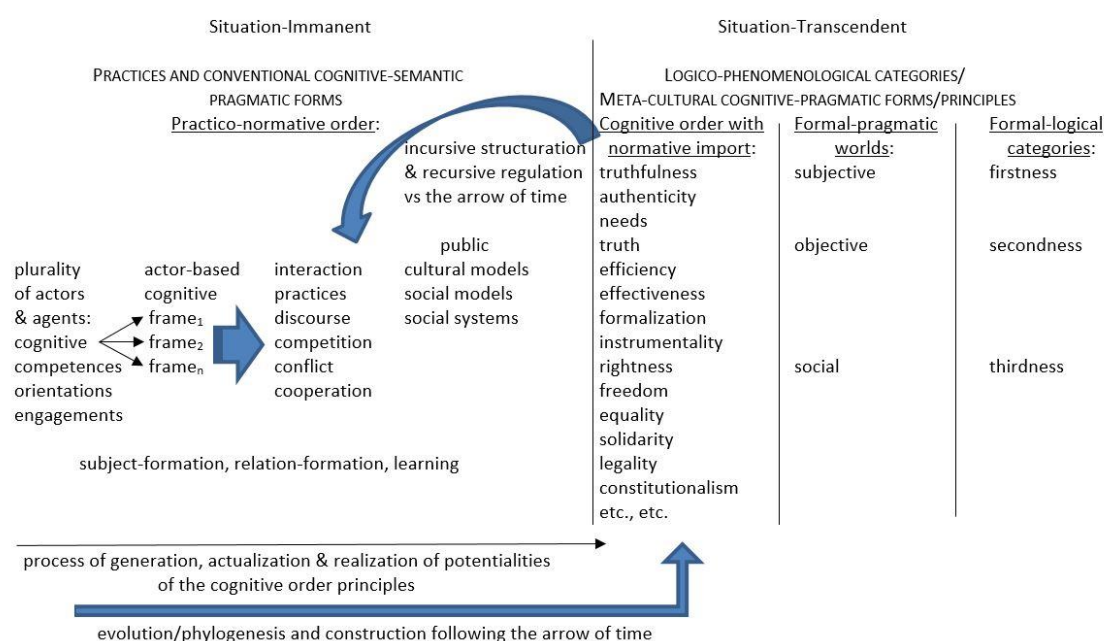 Situation-Immanent
Situation-Transcendent
PRACTICES AND CONVENTIONAL COGNITIVE-SEMANTIC
PRAGMATIC FORMS
LOGICO-PHENOMENOLOGICAL CATEGORIES/
META-CULTURAL COGNITIVE-PRAGMATIC FORMS/PRINCIPLES
Practico-normative order:
incursive structuration
& recursive regulation
vs the arrow of time
plurality
of actors
& agents:
cognitive
competences
orientations
engagements
actor-based
cognitive
frame₁
frame₂
frameₙ
interaction
practices
discourse
competition
conflict
cooperation
public
cultural models
social models
social systems
subject-formation, relation-formation, learning
Cognitive order with
normative import:
truthfulness
authenticity
needs
truth
efficiency
effectiveness
formalization
instrumentality
rightness
freedom
equality
solidarity
legality
constitutionalism
etc., etc.
Formal-pragmatic
worlds:
subjective
objective
social
Formal-logical
categories:
firstness
secondness
thirdness
process of generation, actualization & realization of potentialities
of the cognitive order principles
evolution/phylogenesis and construction following the arrow of time